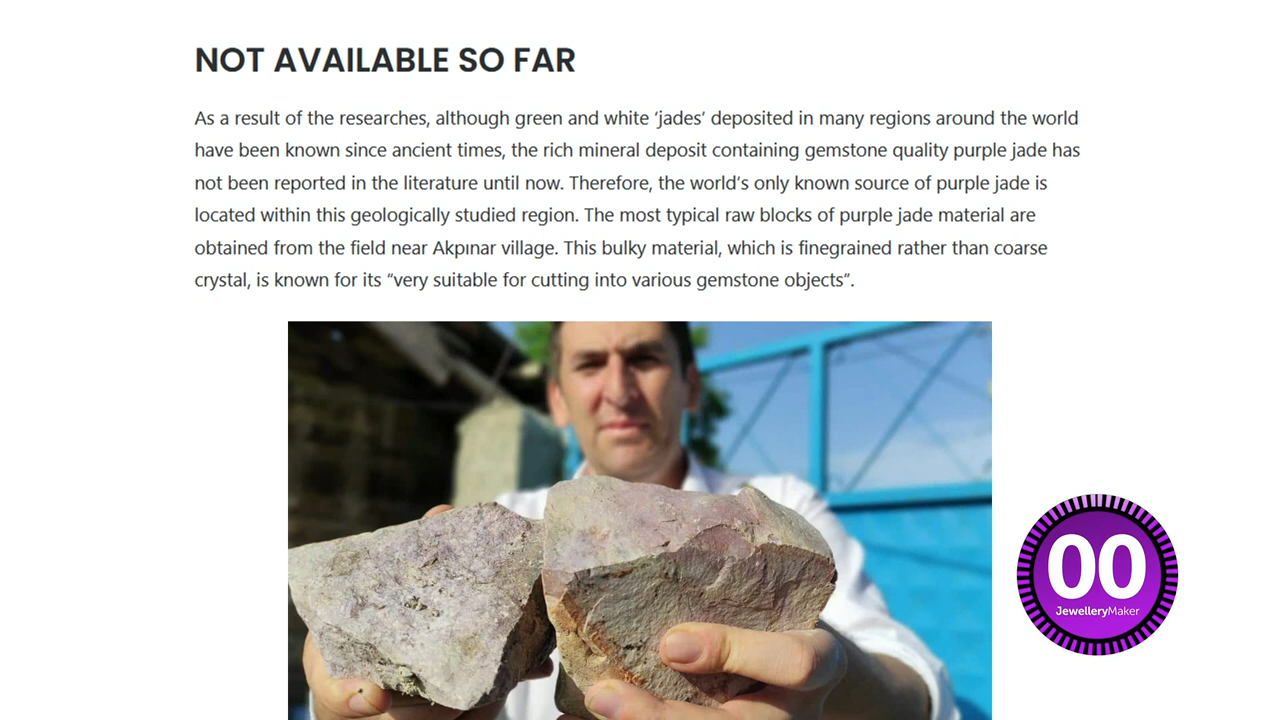 NOT AVAILABLE SO FAR
As a result of the researches, although green and white ‘jades’ deposited in many regions around the world
have been known since ancient times, the rich mineral deposit containing gemstone quality purple jade has
not been reported in the literature until now. Therefore, the world’s only known source of purple jade is
located within this geologically studied region. The most typical raw blocks of purple jade material are
obtained from the field near Akpınar village. This bulky material, which is finegrained rather than coarse
crystal, is known for its “very suitable for cutting into various gemstone objects”.
00
JewelleryMaker